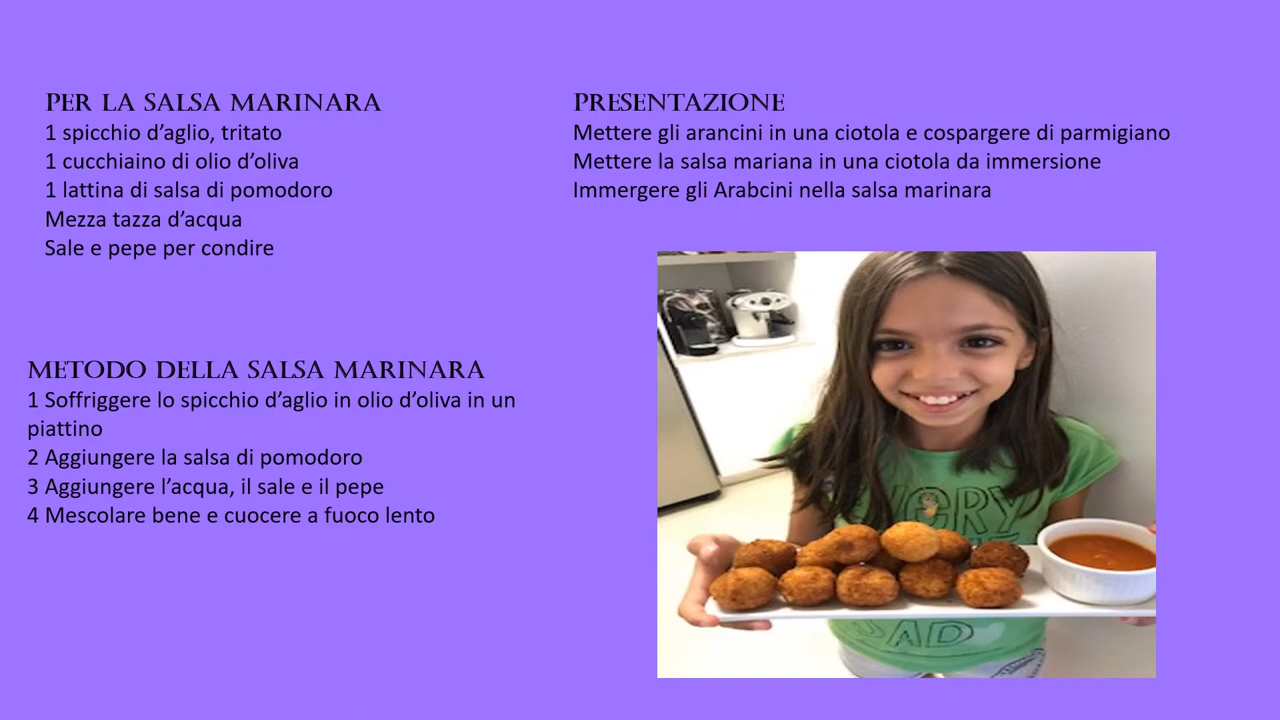 PER LA SALSA MARINARA
1 spicchio d'aglio, tritato
1 cucchiaino di olio d'oliva
1 lattina di salsa di pomodoro
Mezza tazza d'acqua
Sale e pepe per condire
METODO DELLA SALSA MARINARA
1 Soffriggere lo spicchio d'aglio in olio d'oliva in un
piattino
2 Aggiungere la salsa di pomodoro
3 Aggiungere l'acqua, il sale e il pepe
4 Mescolare bene e cuocere a fuoco lento
PRESENTAZIONE
Mettere gli arancini in una ciotola e cospargere di parmigiano
Mettere la salsa mariana in una ciotola da immersione
Immergere gli Arabcini nella salsa marinara